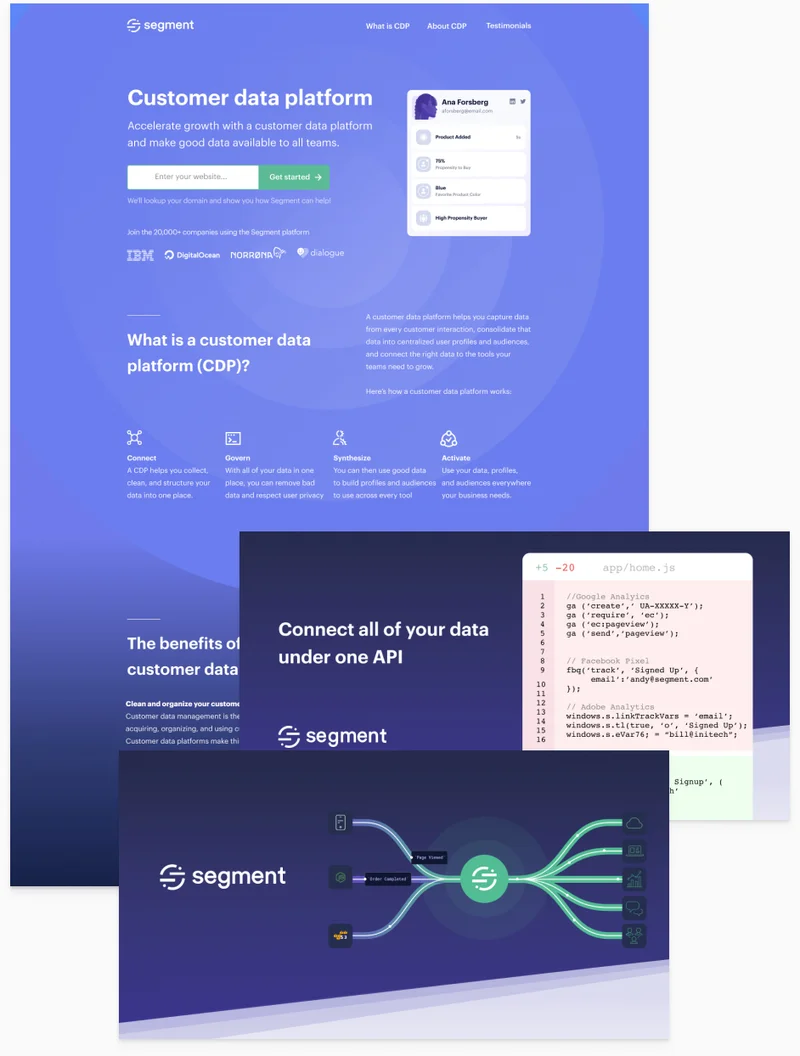 segment
What is CDP
About CDP
Testimonials
Customer data platform
Accelerate growth with a customer data platform
and make good data available to all teams.
Enter your website...
Get started →
We'll lookup your domain and show you how Segment can help!
Join the 20,000+ companies using the Segment platform
IBM
DigitalOcean
NORRØNA
dialogue
Ana Forsberg
aforsberg@email.com
Product Added
5s
70%
Propensity to Buy
Blue
Favorite Product Color
High Propensity Buyer
What is a customer data
platform (CDP)?
A customer data platform helps you capture data
from every customer interaction, consolidate that
data into centralized user profiles and audiences,
and connect the right data to the tools your
teams need to grow.
Here's how a customer data platform works:
Connect
A CDP helps you collect,
clean, and structure your
data into one place.
Govern
With all of your data in one
place, you can remove bad
data and respect user privacy
Synthesize
You can then use good data
to build profiles and audiences
to use across every tool
Activate
Use your data, profiles,
and audiences everywhere
your business needs.
The benefits of
customer data
Clean and organize your custome
Customer data management is the
acquiring, organizing, and using c
Customer data platforms make thi
Connect all of your data
under one API
segment
+5 -20 app/home.js
1 //Google Analyics
2 ga ('create',' UA-XXXXX-Y');
3 ga ('require', 'ec');
4 ga ('ec:pageview');
5 ga ('send','pageview');
6
7
8 // Facebook Pixel
9 fbq('track', 'Signed Up', {
email':'andy@segment.com'
10 });
11
12 // Adobe Analytics
13 windows.s.linkTrackVars = 'email';
14 windows.s.tl(true, 'o', 'Signed Up');
15 windows.s.eVar76; = "bill@initech";
16
Signup', (
h'
segment
'Page Viewed'
'Order Completed'